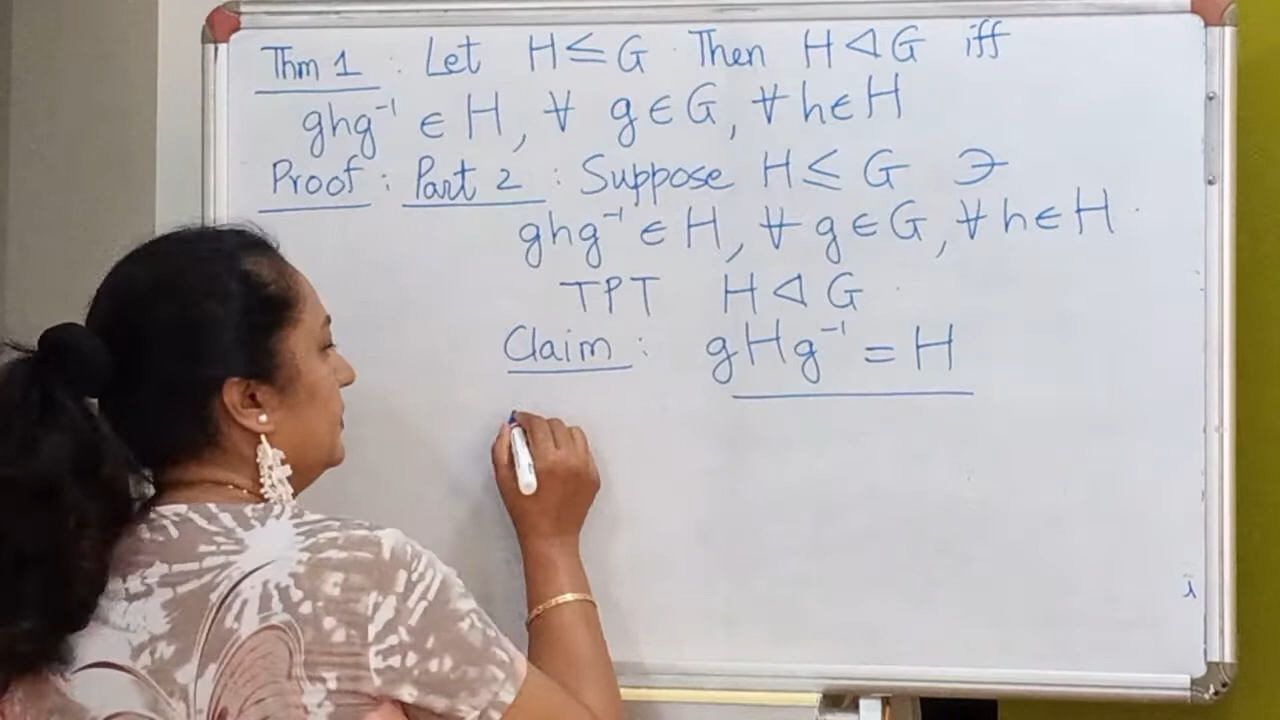 Thm 1 : Let H ≤ G. Then H ⊲ G iff
ghg⁻¹ ∈ H, ∀ g ∈ G, ∀ h ∈ H
Proof : Part 2 : Suppose H ≤ G ∋
ghg⁻¹ ∈ H, ∀ g ∈ G, ∀ h ∈ H.
TPT H ⊲ G.
Claim : gHg⁻¹ = H